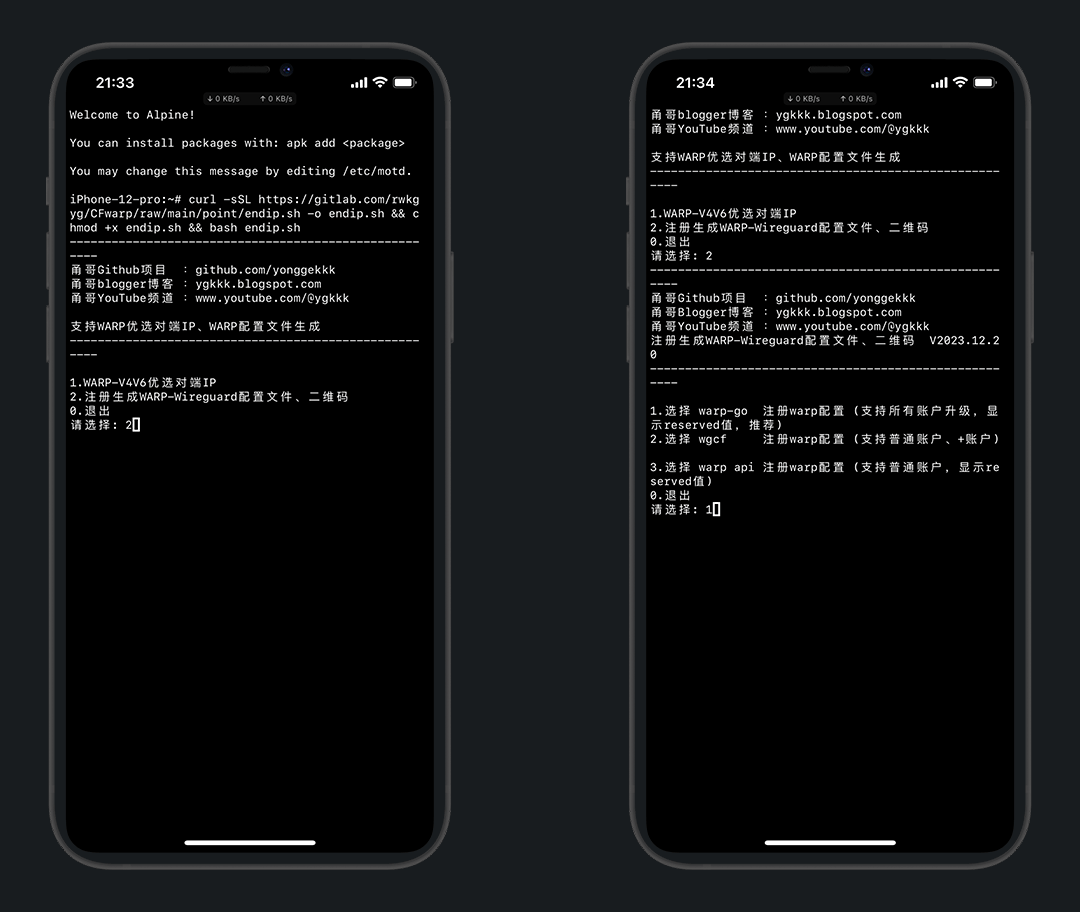 21:33
↓ 0 KB/s ↑ 0 KB/s
Welcome to Alpine!
You can install packages with: apk add <package>
You may change this message by editing /etc/motd.
iPhone-12-pro:~# curl -sSL https://gitlab.com/rwkg
yg/CFwarp/raw/main/point/endip.sh -o endip.sh && c
hmod +x endip.sh && bash endip.sh
--------------------------------------------------
----
甬哥Github项目 : github.com/yonggekkk
甬哥blogger博客 : ygkkk.blogspot.com
甬哥YouTube频道 : www.youtube.com/@ygkkk
支持WARP优选对端IP、WARP配置文件生成
--------------------------------------------------
----
1.WARP-V4V6优选对端IP
2.注册生成WARP-Wireguard配置文件、二维码
0.退出
请选择: 2
21:34
↓ 0 KB/s ↑ 0 KB/s
甬哥blogger博客 : ygkkk.blogspot.com
甬哥YouTube频道 : www.youtube.com/@ygkkk
支持WARP优选对端IP、WARP配置文件生成
--------------------------------------------------
----
1.WARP-V4V6优选对端IP
2.注册生成WARP-Wireguard配置文件、二维码
0.退出
请选择: 2
--------------------------------------------------
----
甬哥Github项目 : github.com/yonggekkk
甬哥Blogger博客 : ygkkk.blogspot.com
甬哥YouTube频道 : www.youtube.com/@ygkkk
注册生成WARP-Wireguard配置文件、二维码 V2023.12.2
0
--------------------------------------------------
----
1.选择 warp-go 注册warp配置 (支持所有账户升级, 显
示reserved值, 推荐)
2.选择 wgcf 注册warp配置 (支持普通账户、+账户)
3.选择 warp api 注册warp配置 (支持普通账户, 显示re
served值)
0.退出
请选择: 1